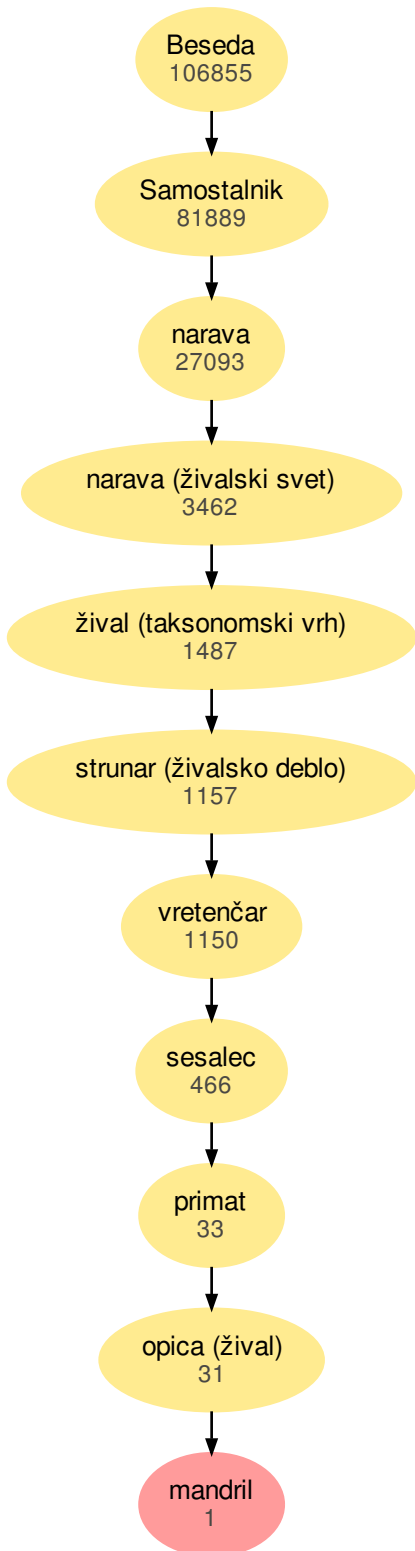 Beseda
106855
Samostalnik
81889
narava
27093
narava (živalski svet)
3462
žival (taksonomski vrh)
1487
strunar (živalsko deblo)
1157
vretenčar
1150
sesalec
466
primat
33
opica (žival)
31
mandril
1